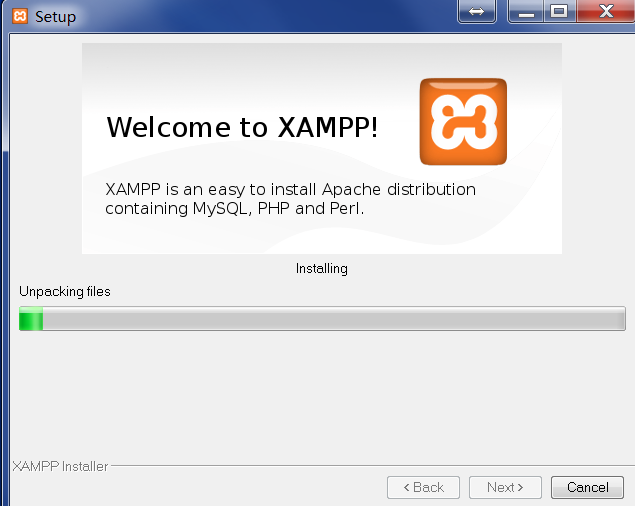 Setup
Welcome to XAMPP!
XAMPP is an easy to install Apache distribution
containing MySQL, PHP and Perl.
Installing
Unpacking files
XAMPP Installer
< Back
Next >
Cancel